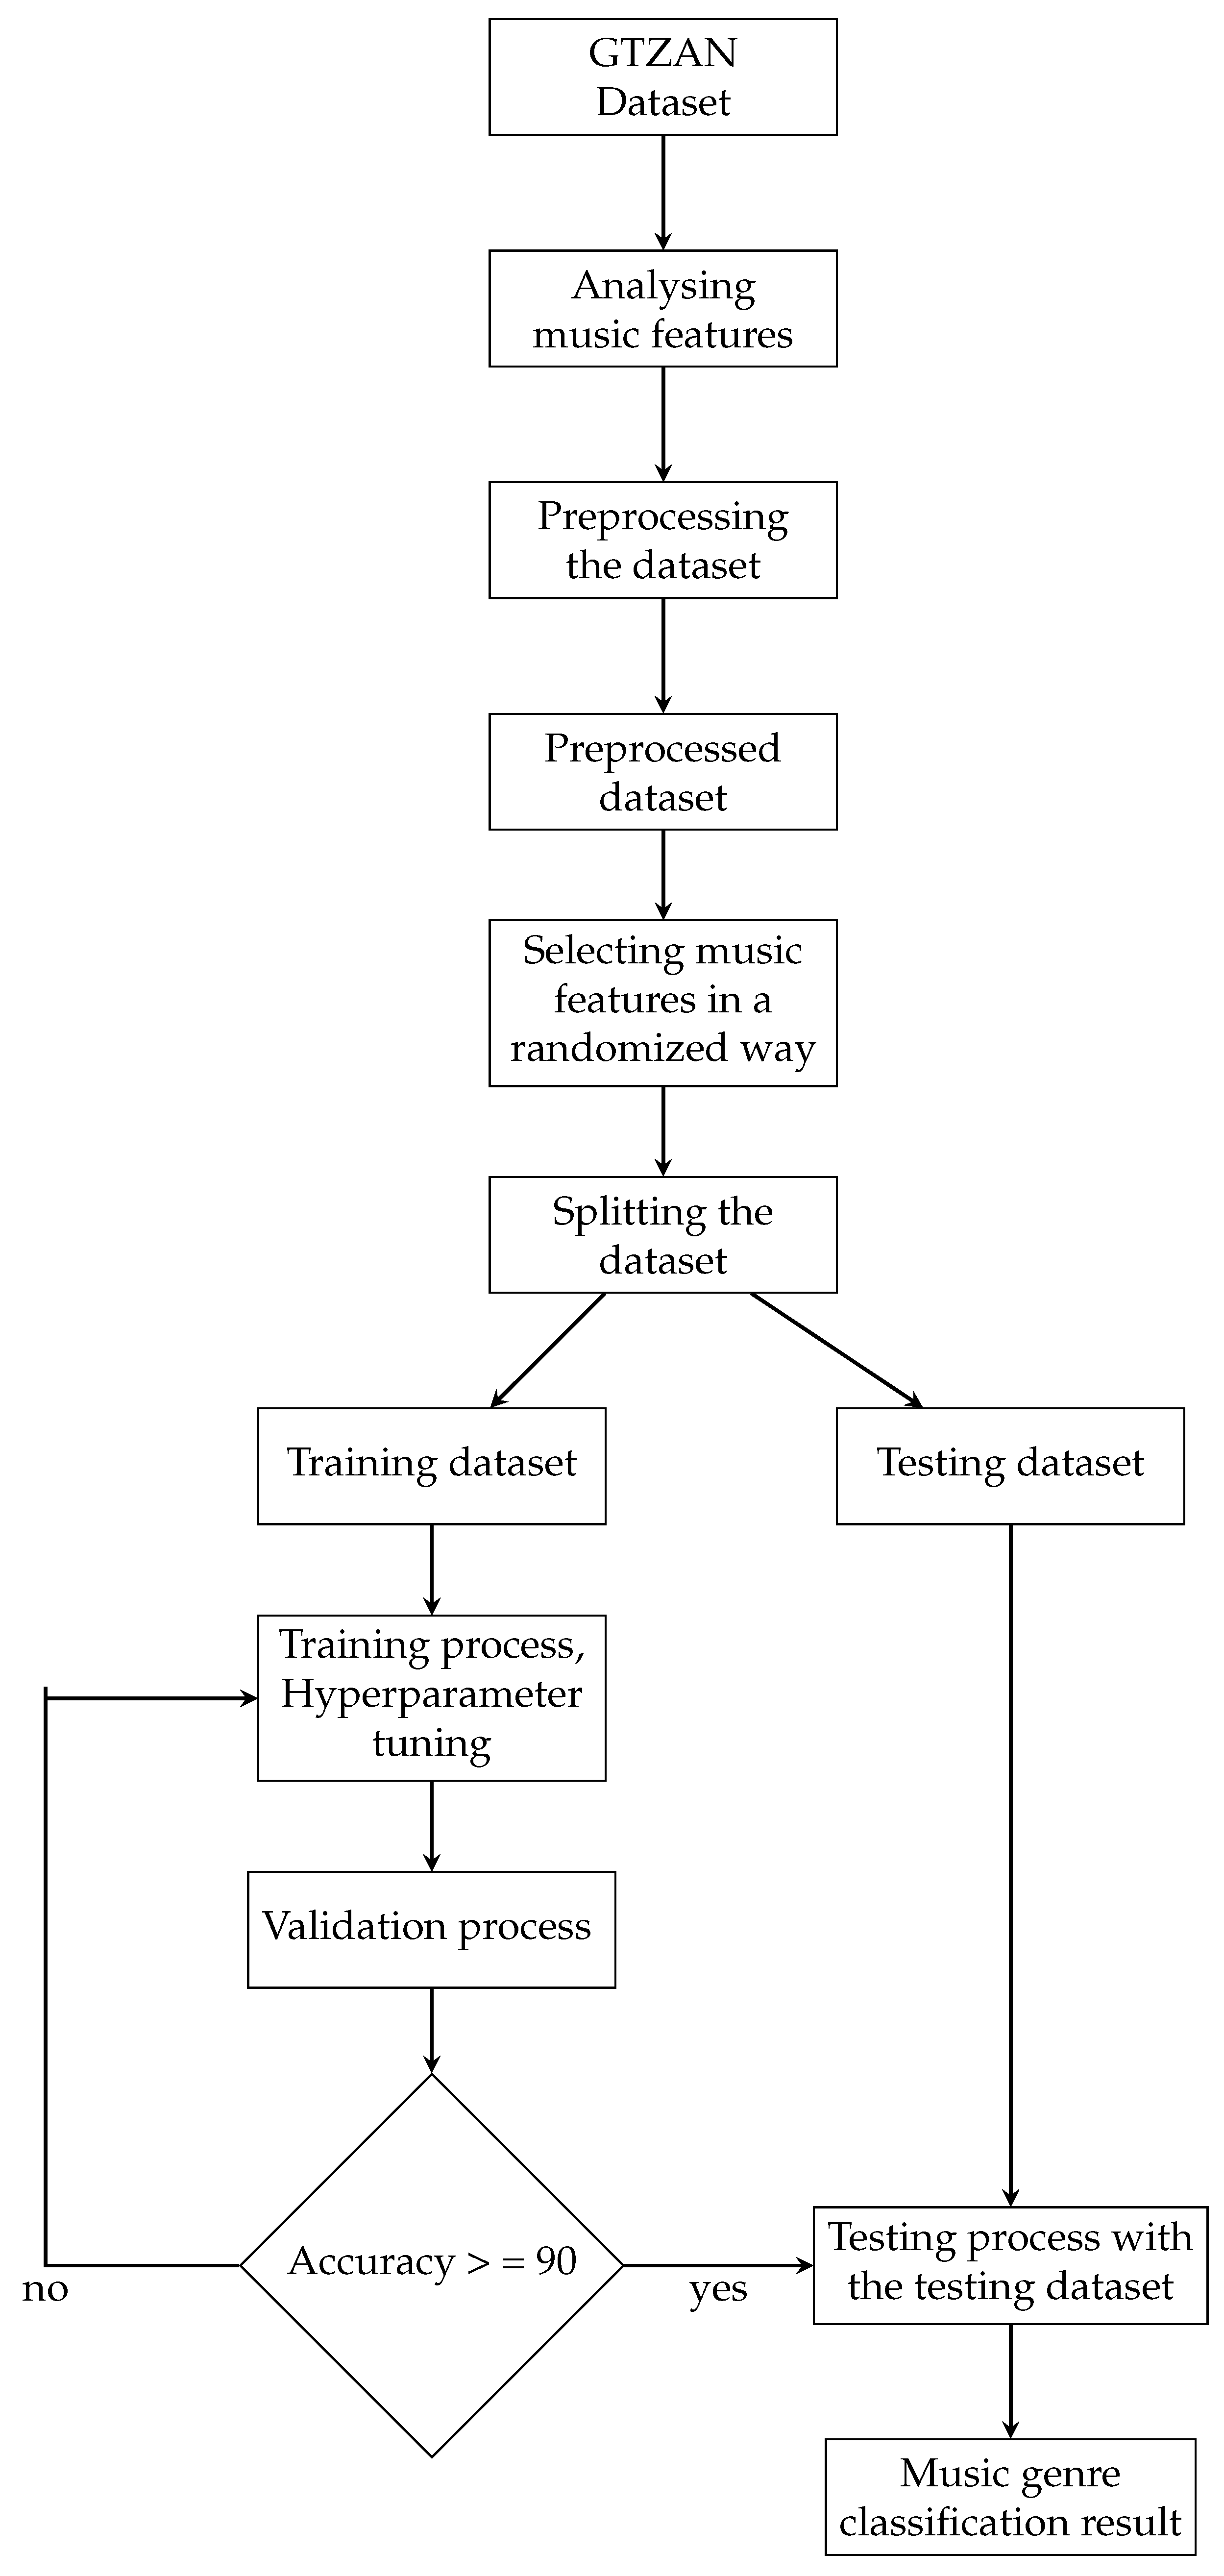 GTZAN
Dataset
Analysing
music features
Preprocessing
the dataset
Preprocessed
dataset
Selecting music
features in a
randomized way
Splitting the
dataset
Training dataset
Testing dataset
Training process,
Hyperparameter
tuning
Validation process
Accuracy > = 90
no
yes
Testing process with
the testing dataset
Music genre
classification result